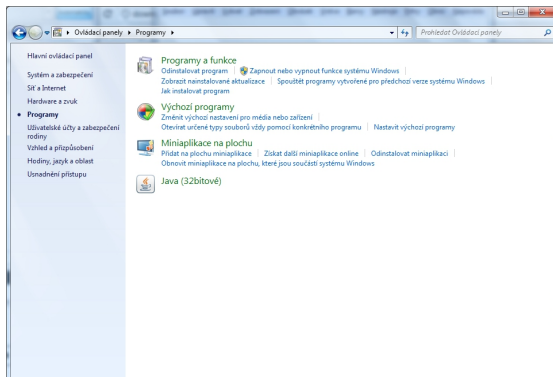 Ovládací panely ▸ Programy ▸
Prohledat Ovládací panely
Hlavní ovládací panel
Systém a zabezpečení
Síť a Internet
Hardware a zvuk
Programy
Uživatelské účty a zabezpečení
rodiny
Vzhled a přizpůsobení
Hodiny, jazyk a oblast
Usnadnění přístupu
Programy a funkce
Odinstalovat program | Zapnout nebo vypnout funkce systému Windows |
Zobrazit nainstalované aktualizace | Spouštět programy vytvořené pro předchozí verze systému Windows |
Jak instalovat program
Výchozí programy
Změnit výchozí nastavení pro média nebo zařízení |
Otevírat určené typy souborů vždy pomocí konkrétního programu | Nastavit výchozí programy
Miniaplikace na plochu
Přidat na plochu miniaplikace | Získat další miniaplikace online | Odinstalovat miniaplikaci |
Obnovit miniaplikace na plochu, které jsou součástí systému Windows
Java (32bitové)